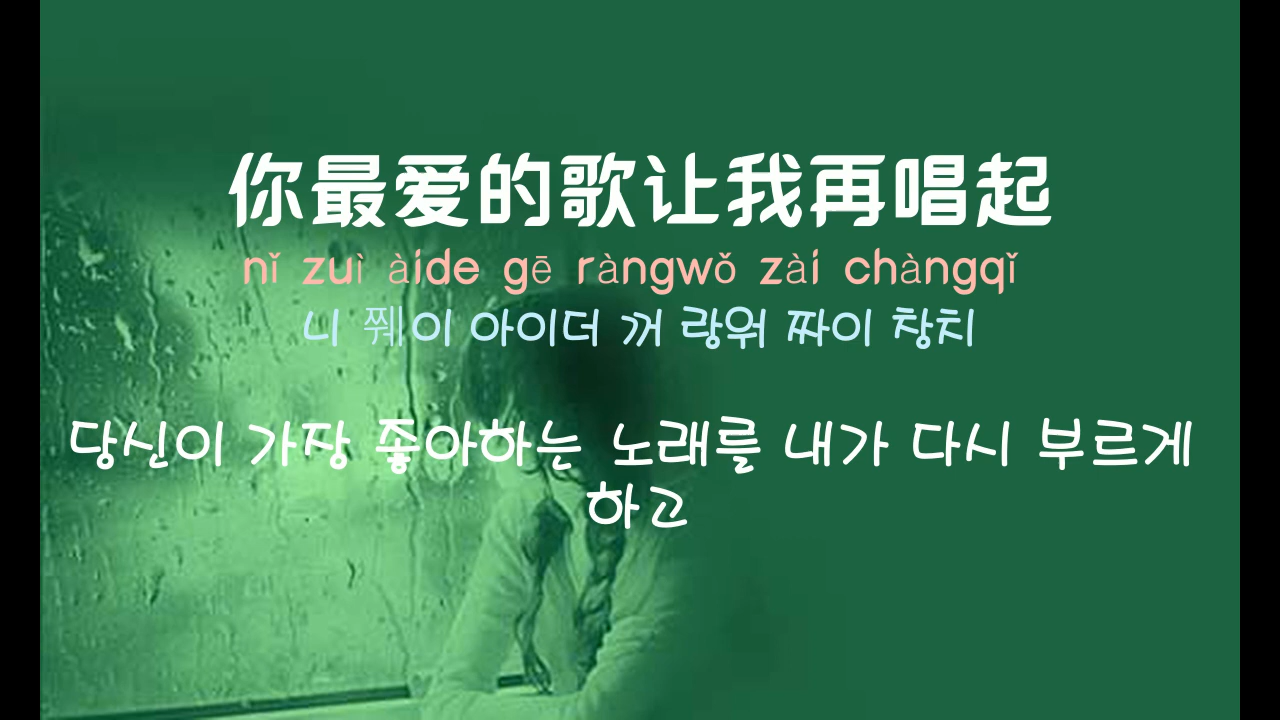 你最爱的歌让我再唱起
nǐ zuì àide gē ràngwǒ zài chàngqǐ
니 쮀이 아이더 꺼 랑워 짜이 창치
당신이 가장 좋아하는 노래를 내가 다시 부르게
하고